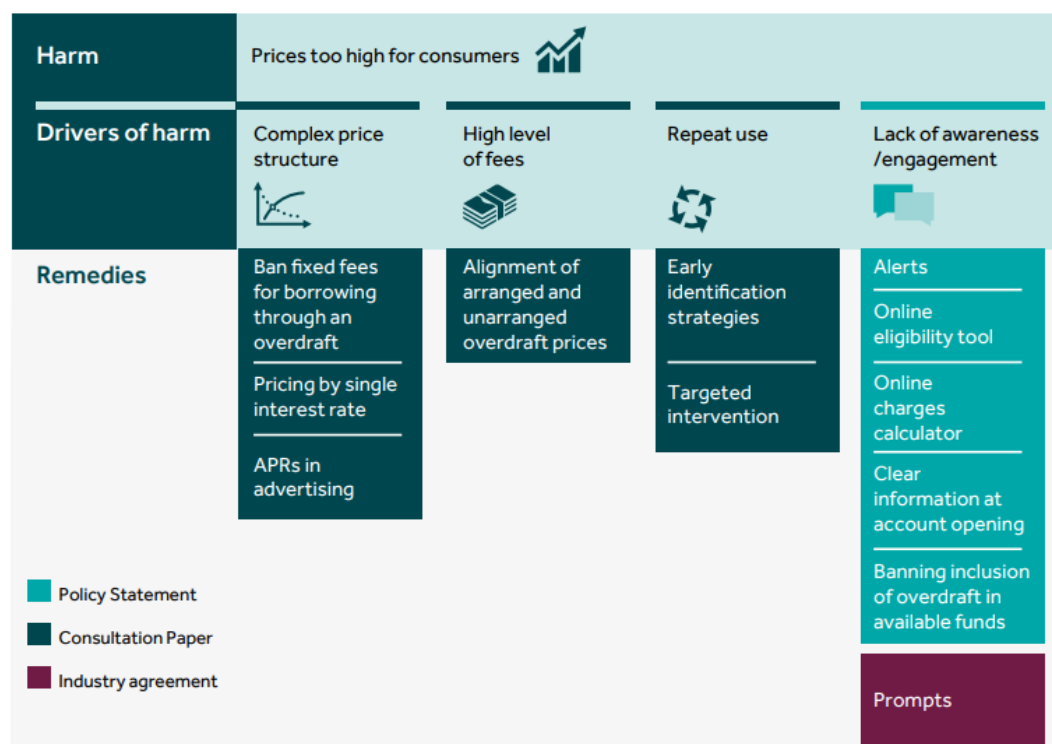 Harm
Prices too high for consumers
Drivers of harm
Complex price
structure
High level
of fees
Repeat use
Lack of awareness
/engagement
Remedies
Ban fixed fees
for borrowing
through an
overdraft
Pricing by single
interest rate
APRs in
advertising
Alignment of
arranged and
unarranged
overdraft prices
Early
identification
strategies
Targeted
intervention
Alerts
Online
eligibility tool
Online
charges
calculator
Clear
information at
account opening
Banning inclusion
of overdraft in
available funds
Prompts
Policy Statement
Consultation Paper
Industry agreement